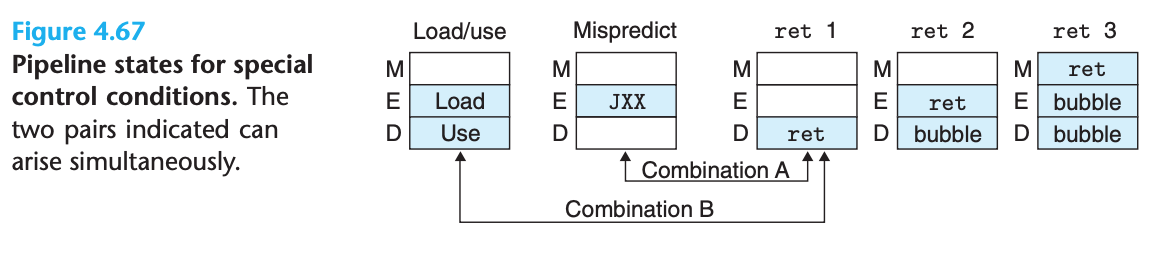 Figure 4.67
Pipeline states for special
control conditions. The
two pairs indicated can
arise simultaneously.
Load/use Mispredict ret 1 ret 2 ret 3
M M M M M ret
E Load E JXX E E ret E bubble
D Use D D ret D bubble D bubble
Combination A
Combination B